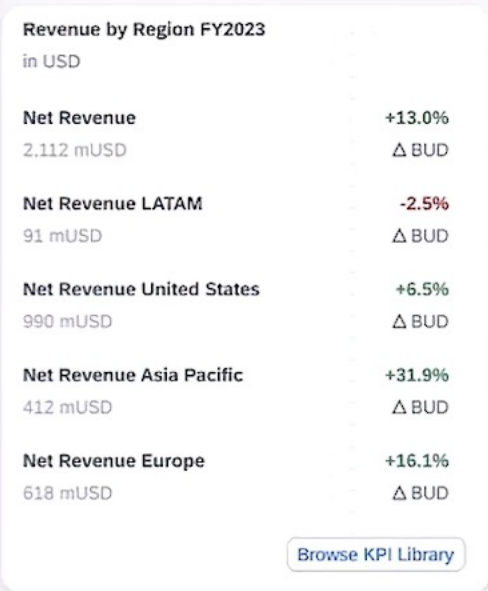 Revenue by Region FY2023
in USD
Net Revenue +13.0%
2.112 mUSD △ BUD
Net Revenue LATAM -2.5%
91 mUSD △ BUD
Net Revenue United States +6.5%
990 mUSD △ BUD
Net Revenue Asia Pacific +31.9%
412 mUSD △ BUD
Net Revenue Europe +16.1%
618 mUSD △ BUD
Browse KPI Library